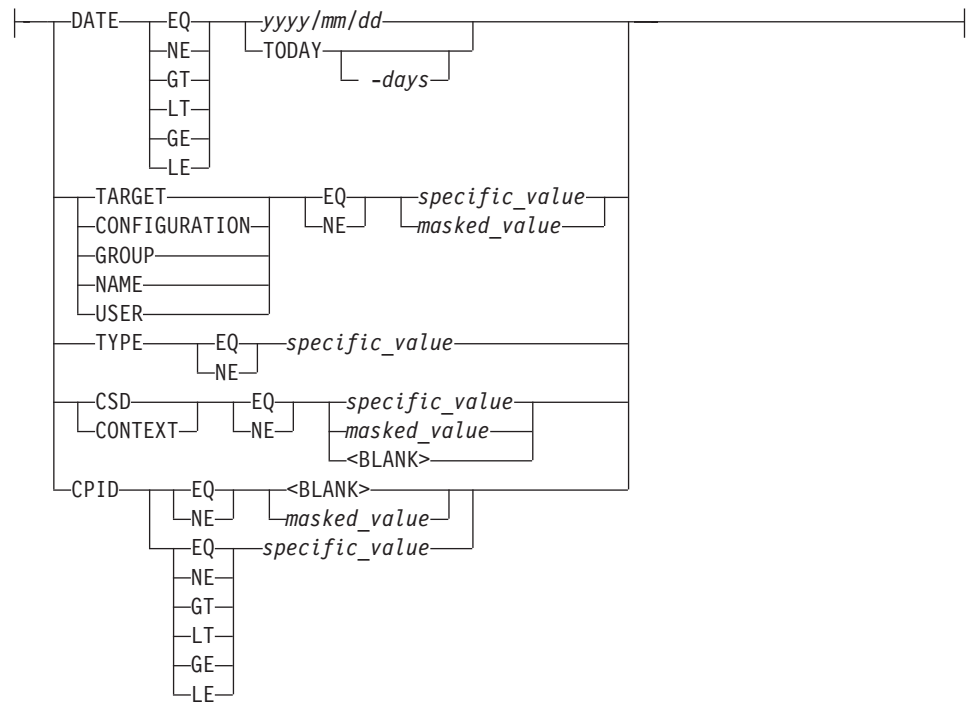 DATE EQ yyyy/mm/dd
NE TODAY
GT -days
LT
GE
LE
TARGET EQ specific_value
CONFIGURATION NE masked_value
GROUP
NAME
USER
TYPE EQ specific_value
NE
CSD EQ specific_value
CONTEXT NE masked_value
<BLANK>
CPID EQ <BLANK>
NE masked_value
EQ specific_value
NE
GT
LT
GE
LE